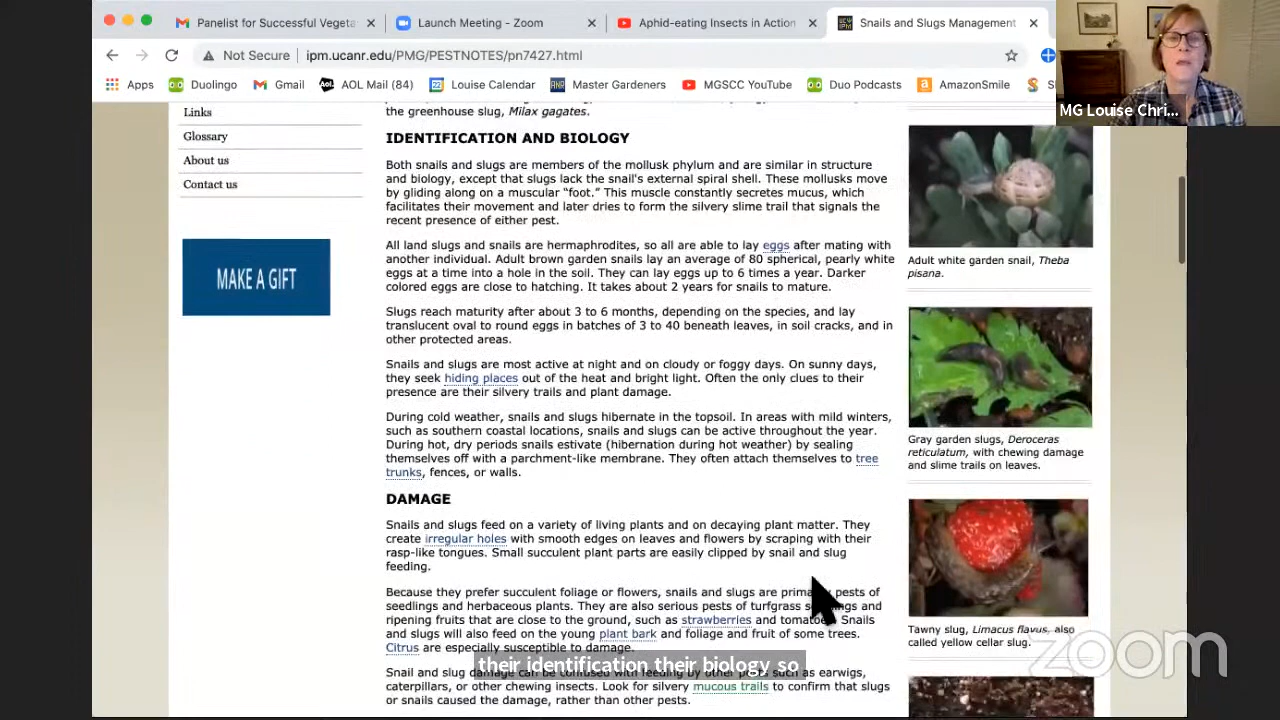 Panelist for Successful Vegeta
Launch Meeting - Zoom
Aphid-eating Insects in Action
Snails and Slugs Management
Not Secure
ipm.ucanr.edu/PMG/PESTNOTES/pn7427.html
Apps
Duolingo
Gmail
AOL Mail (84)
Louise Calendar
Master Gardeners
MGSCC YouTube
Duo Podcasts
AmazonSmile
MG Louise Chri...
Links
Glossary
About us
Contact us
MAKE A GIFT
the greenhouse slug, Milax gagates.
IDENTIFICATION AND BIOLOGY
Both snails and slugs are members of the mollusk phylum and are similar in structure
and biology, except that slugs lack the snail's external spiral shell. These mollusks move
by gliding along on a muscular “foot.” This muscle constantly secretes mucus, which
facilitates their movement and later dries to form the silvery slime trail that signals the
recent presence of either pest.
All land slugs and snails are hermaphrodites, so all are able to lay eggs after mating with
another individual. Adult brown garden snails lay an average of 80 spherical, pearly white
eggs at a time into a hole in the soil. They can lay eggs up to 6 times a year. Darker
colored eggs are close to hatching. It takes about 2 years for snails to mature.
Slugs reach maturity after about 3 to 6 months, depending on the species, and lay
translucent oval to round eggs in batches of 3 to 40 beneath leaves, in soil cracks, and in
other protected areas.
Snails and slugs are most active at night and on cloudy or foggy days. On sunny days,
they seek hiding places out of the heat and bright light. Often the only clues to their
presence are their silvery trails and plant damage.
During cold weather, snails and slugs hibernate in the topsoil. In areas with mild winters,
such as southern coastal locations, snails and slugs can be active throughout the year.
During hot, dry periods snails estivate (hibernation during hot weather) by sealing
themselves off with a parchment-like membrane. They often attach themselves to tree
trunks, fences, or walls.
DAMAGE
Snails and slugs feed on a variety of living plants and on decaying plant matter. They
create irregular holes with smooth edges on leaves and flowers by scraping with their
rasp-like tongues. Small succulent plant parts are easily clipped by snail and slug
feeding.
Because they prefer succulent foliage or flowers, snails and slugs are primary pests of
seedlings and herbaceous plants. They are also serious pests of turfgrass and
ripening fruits that are close to the ground, such as strawberries and tomatoes. Snails
and slugs will also feed on the young plant bark and foliage and fruit of some trees.
Citrus are especially susceptible to damage.
Snail and slug damage can be confused with feeding by other pests such as earwigs,
caterpillars, or other chewing insects. Look for silvery mucous trails to confirm that slugs
or snails caused the damage, rather than other pests.
Adult white garden snail, Theba
pisana.
Gray garden slugs, Deroceras
reticulatum, with chewing damage
and slime trails on leaves.
Tawny slug, Limacus flavus, also
called yellow cellar slug.
their identification their biology so
zoom